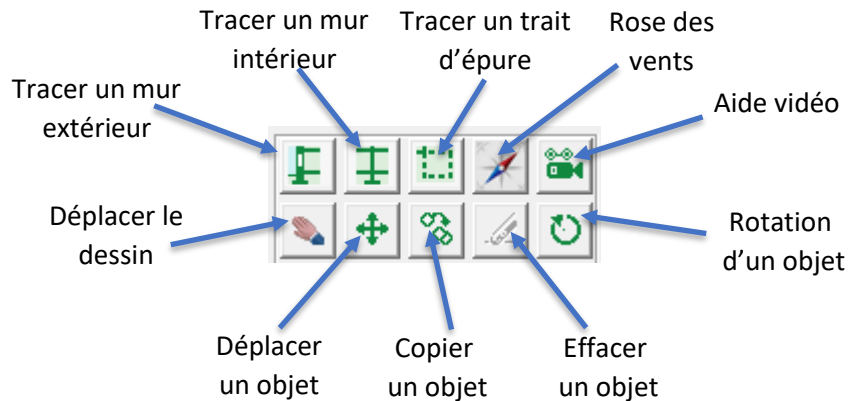 Tracer un mur
intérieur
Tracer un trait
d'épure
Rose des
vents
Tracer un mur
extérieur
Aide vidéo
Déplacer le
dessin
Rotation
d'un objet
Déplacer
un objet
Copier
un objet
Effacer
un objet